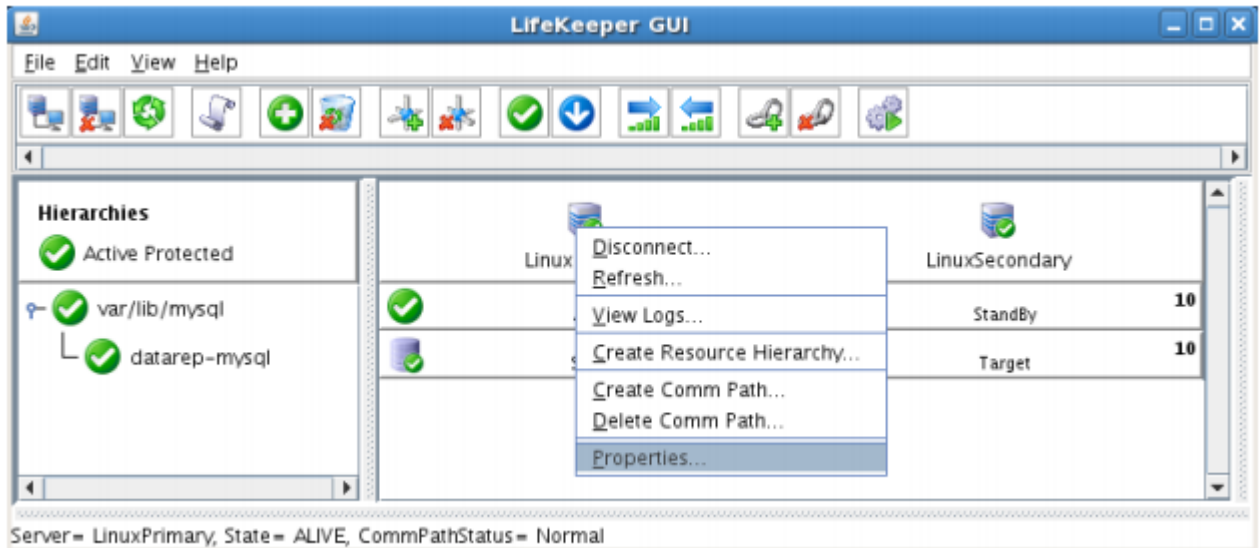 LifeKeeper GUI
File Edit View Help
Hierarchies
Active Protected
var/lib/mysql
datarep-mysql
Linux
LinuxSecondary
StandBy 10
Target 10
Disconnect...
Refresh...
View Logs...
Create Resource Hierarchy...
Create Comm Path...
Delete Comm Path...
Properties...
Server= LinuxPrimary, State= ALIVE, CommPathStatus= Normal